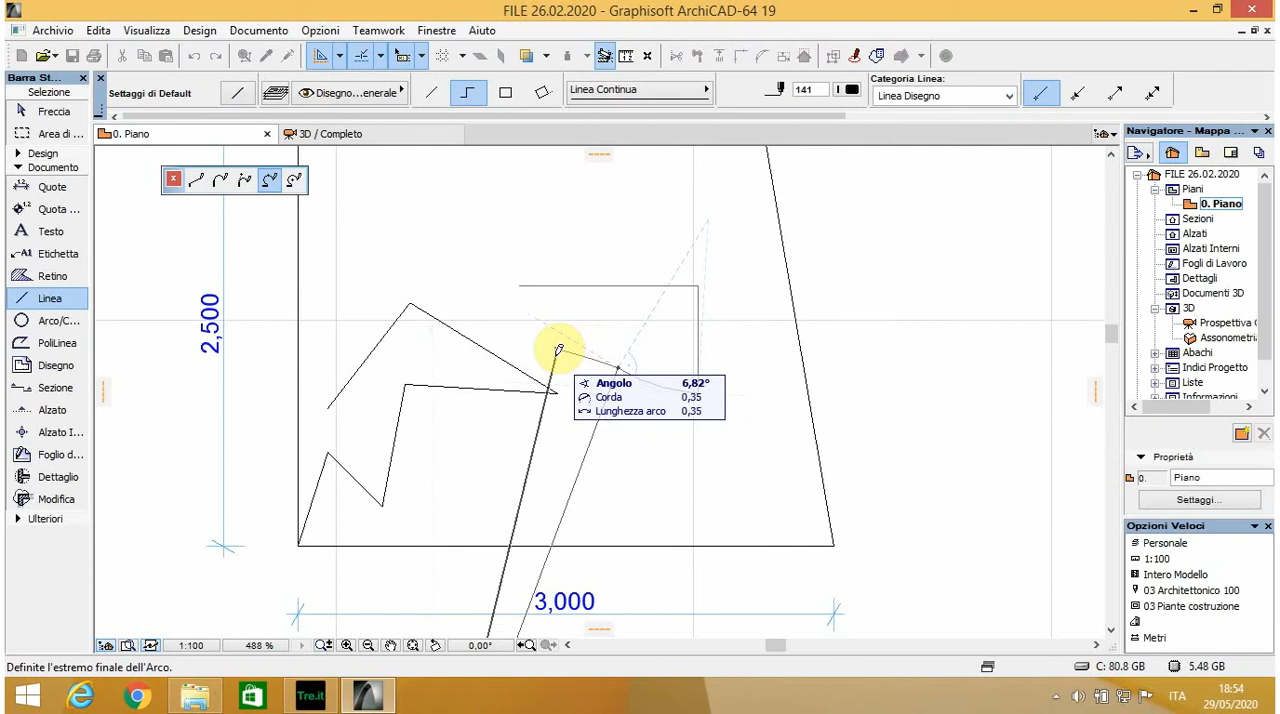 FILE 26.02.2020 - Graphisoft ArchiCAD-64 19
Archivio Edita Visualizza Design Documento Opzioni Teamwork Finestre Aiuto
Barra St...
Selezione
Freccia
Area di ...
Design
Documento
Quote
Quota ...
Testo
Etichetta
Retino
Linea
Arco/C...
PoliLinea
Disegno
Sezione
Alzato
Alzato I...
Foglio d...
Dettaglio
Modifica
Ulteriori
Settaggi di Default
Disegno...enerale
Linea Continua
141
Categoria Linea:
Linea Disegno
0. Piano
3D / Completo
2,500
3,000
Angolo 6,82°
Corda 0,35
Lunghezza arco 0,35
Navigatore - Mappa ...
FILE 26.02.2020
Piani
0. Piano
Sezioni
Alzati
Alzati Interni
Fogli di Lavoro
Dettagli
Documenti 3D
3D
Prospettiva
Assonometria
Abachi
Indici Progetto
Liste
Informazioni
Proprietà
0. Piano
Settaggi...
Opzioni Veloci
Personale
1:100
Intero Modello
03 Architettonico 100
03 Piante costruzione
Metri
1:100
488 %
0,00°
Definite l'estremo finale dell'Arco.
C: 80.8 GB
5.48 GB
Tre.it
ITA
18:54
29/05/2020